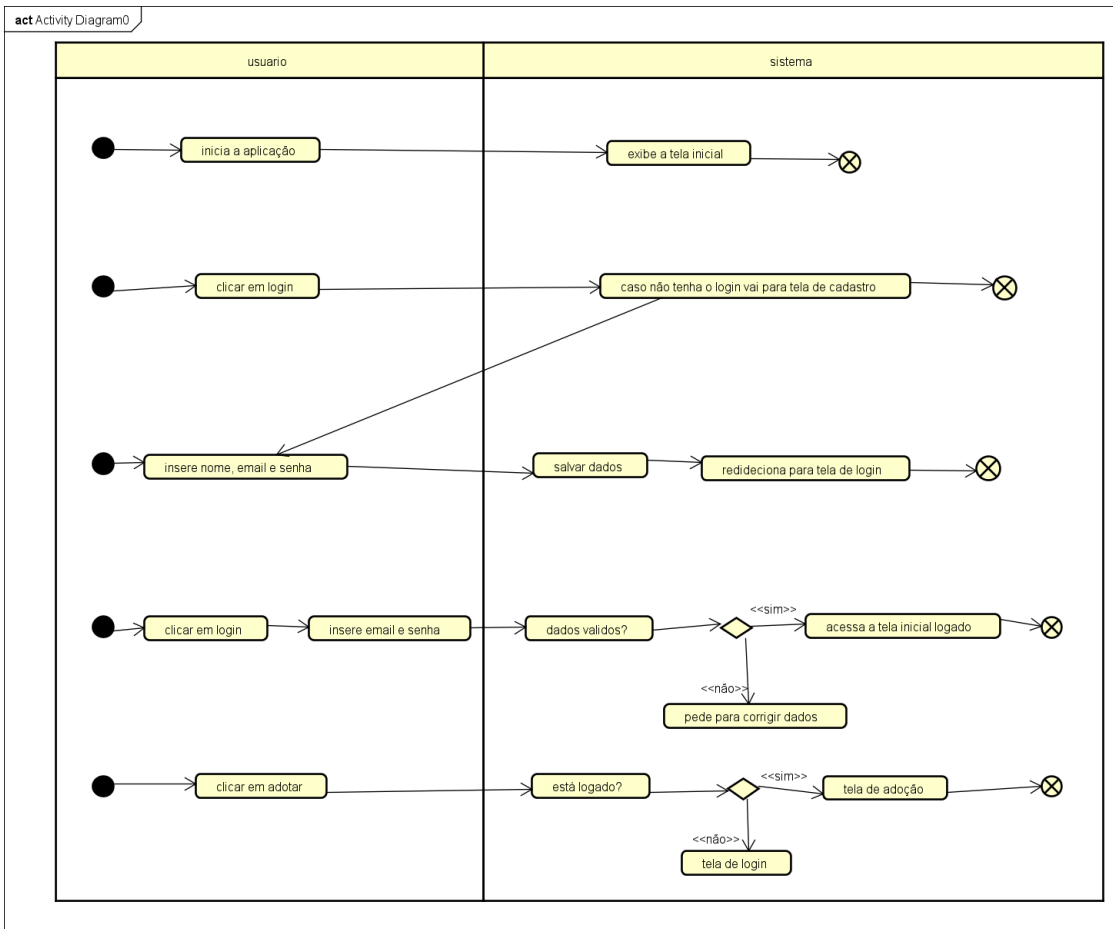 act Activity Diagram0
usuario
sistema
inicia a aplicação
exibe a tela inicial
clicar em login
caso não tenha o login vai para tela de cadastro
insere nome, email e senha
salvar dados
redideciona para tela de login
clicar em login
insere email e senha
dados validos?
<<sim>>
acessa a tela inicial logado
<<não>>
pede para corrigir dados
clicar em adotar
está logado?
<<sim>>
tela de adoção
<<não>>
tela de login